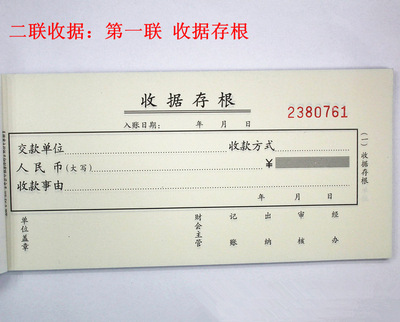 二联收据：第一联 收据存根
收据存根
2380761
入账日期： 年 月 日
交款单位 收款方式
人民币（大写） ¥
收款事由
年 月 日
单位盖章 财会主管 记账 出纳 审核 经办
（一）收据存根